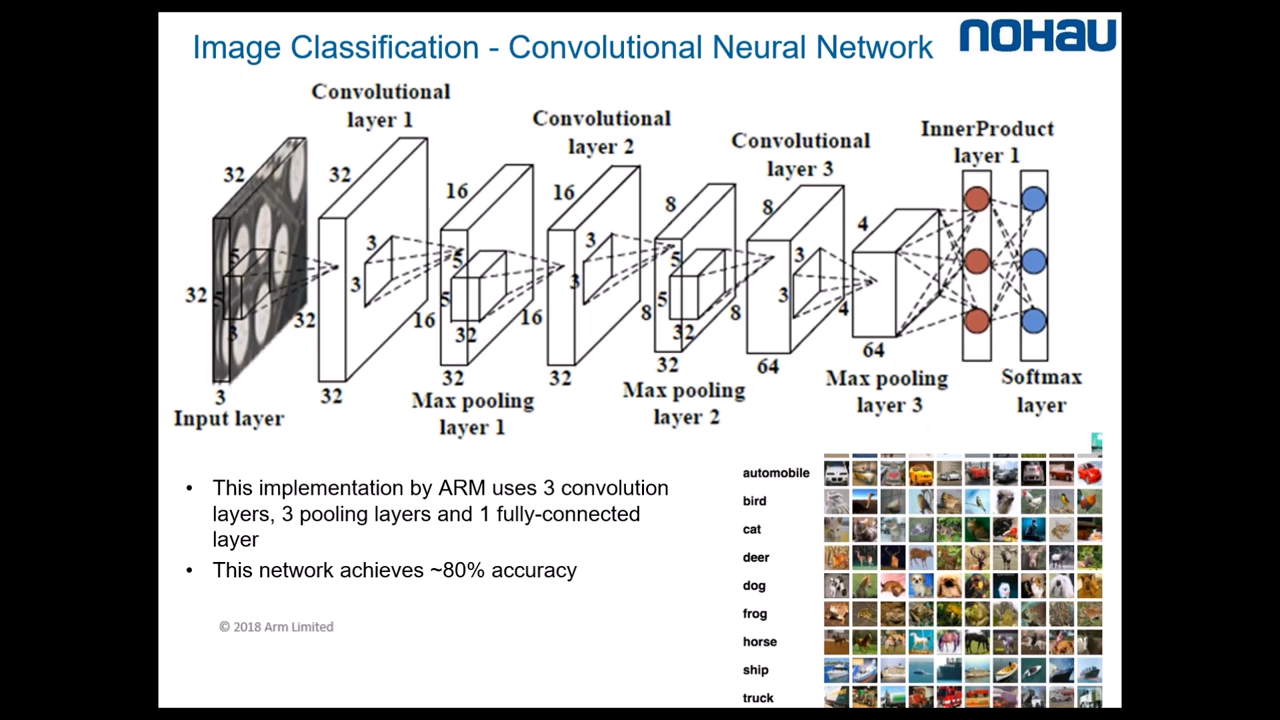 Image Classification - Convolutional Neural Network
NOHAU
Convolutional
layer 1
Convolutional
layer 2
Convolutional
layer 3
InnerProduct
layer 1
32
32
16
16
8
8
4
5
5
3
3
3
5
5
3
3
5
5
3
3
32
32
16
32
16
32
8
32
8
4
3
32
32
32
32
64
64
Input layer
Max pooling
layer 1
Max pooling
layer 2
Max pooling
layer 3
Softmax
layer
• This implementation by ARM uses 3 convolution
layers, 3 pooling layers and 1 fully-connected
layer
• This network achieves ~80% accuracy
© 2018 Arm Limited
automobile
bird
cat
deer
dog
frog
horse
ship
truck